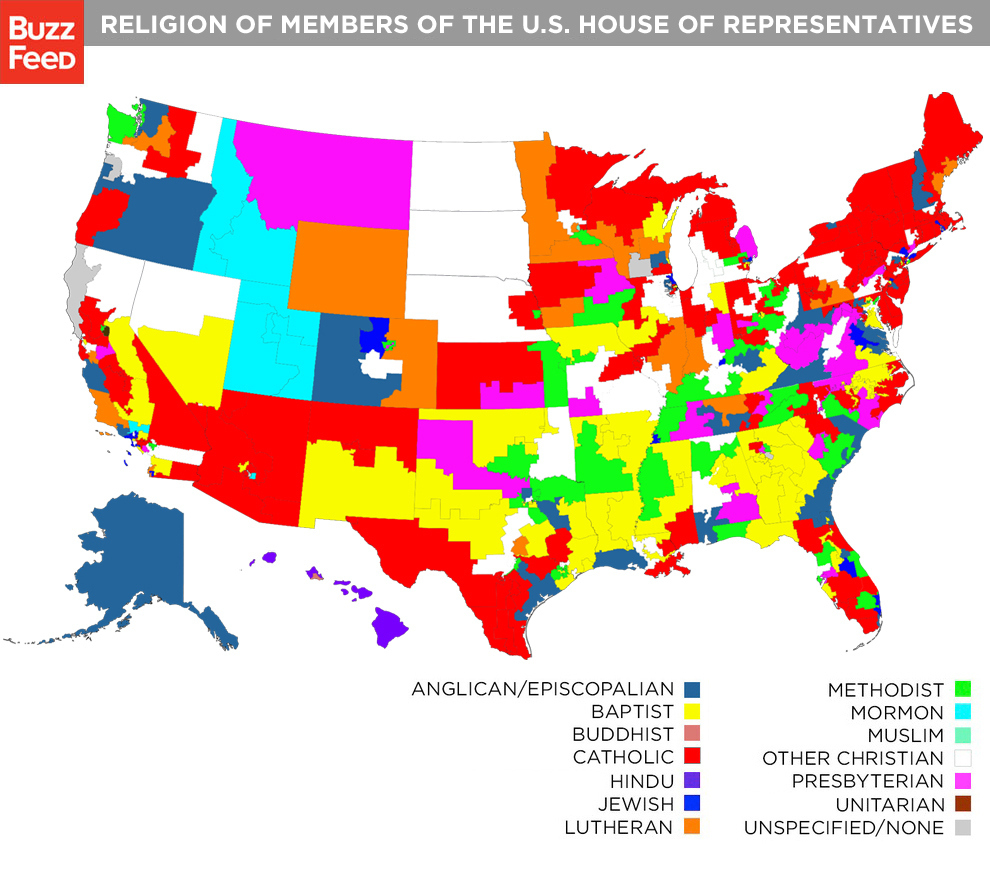 Buzz
FeeD
RELIGION OF MEMBERS OF THE U.S. HOUSE OF REPRESENTATIVES
ANGLICAN/EPISCOPALIAN
BAPTIST
BUDDHIST
CATHOLIC
HINDU
JEWISH
LUTHERAN
METHODIST
MORMON
MUSLIM
OTHER CHRISTIAN
PRESBYTERIAN
UNITARIAN
UNSPECIFIED/NONE